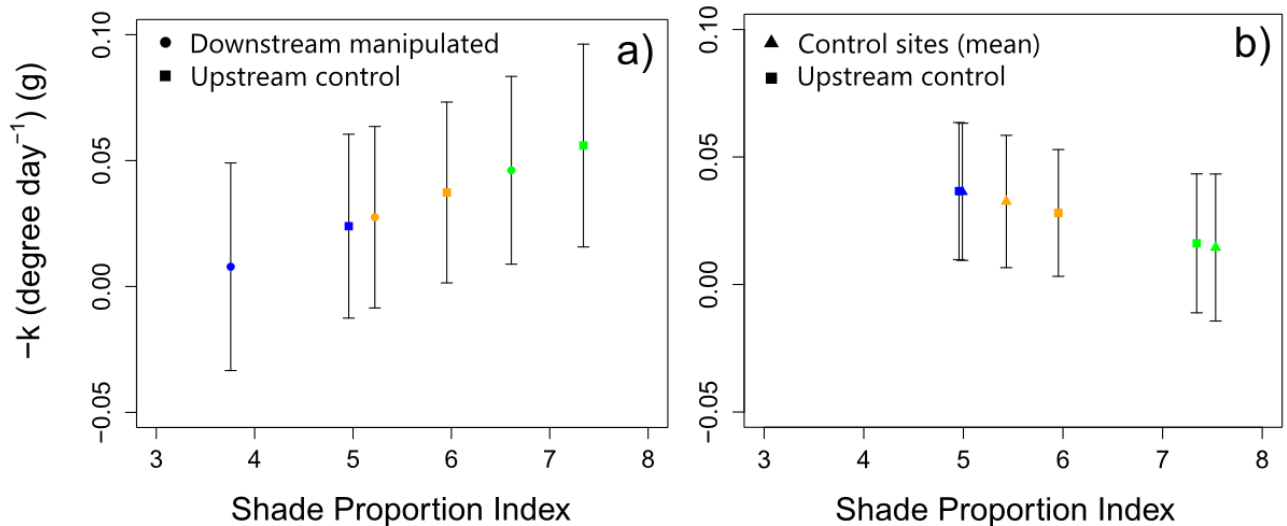 a)
● Downstream manipulated
■ Upstream control
−k (degree day⁻¹) (g)
0.10
0.05
0.00
−0.05
3 4 5 6 7 8
Shade Proportion Index
b)
▲ Control sites (mean)
■ Upstream control
0.10
0.05
0.00
−0.05
3 4 5 6 7 8
Shade Proportion Index